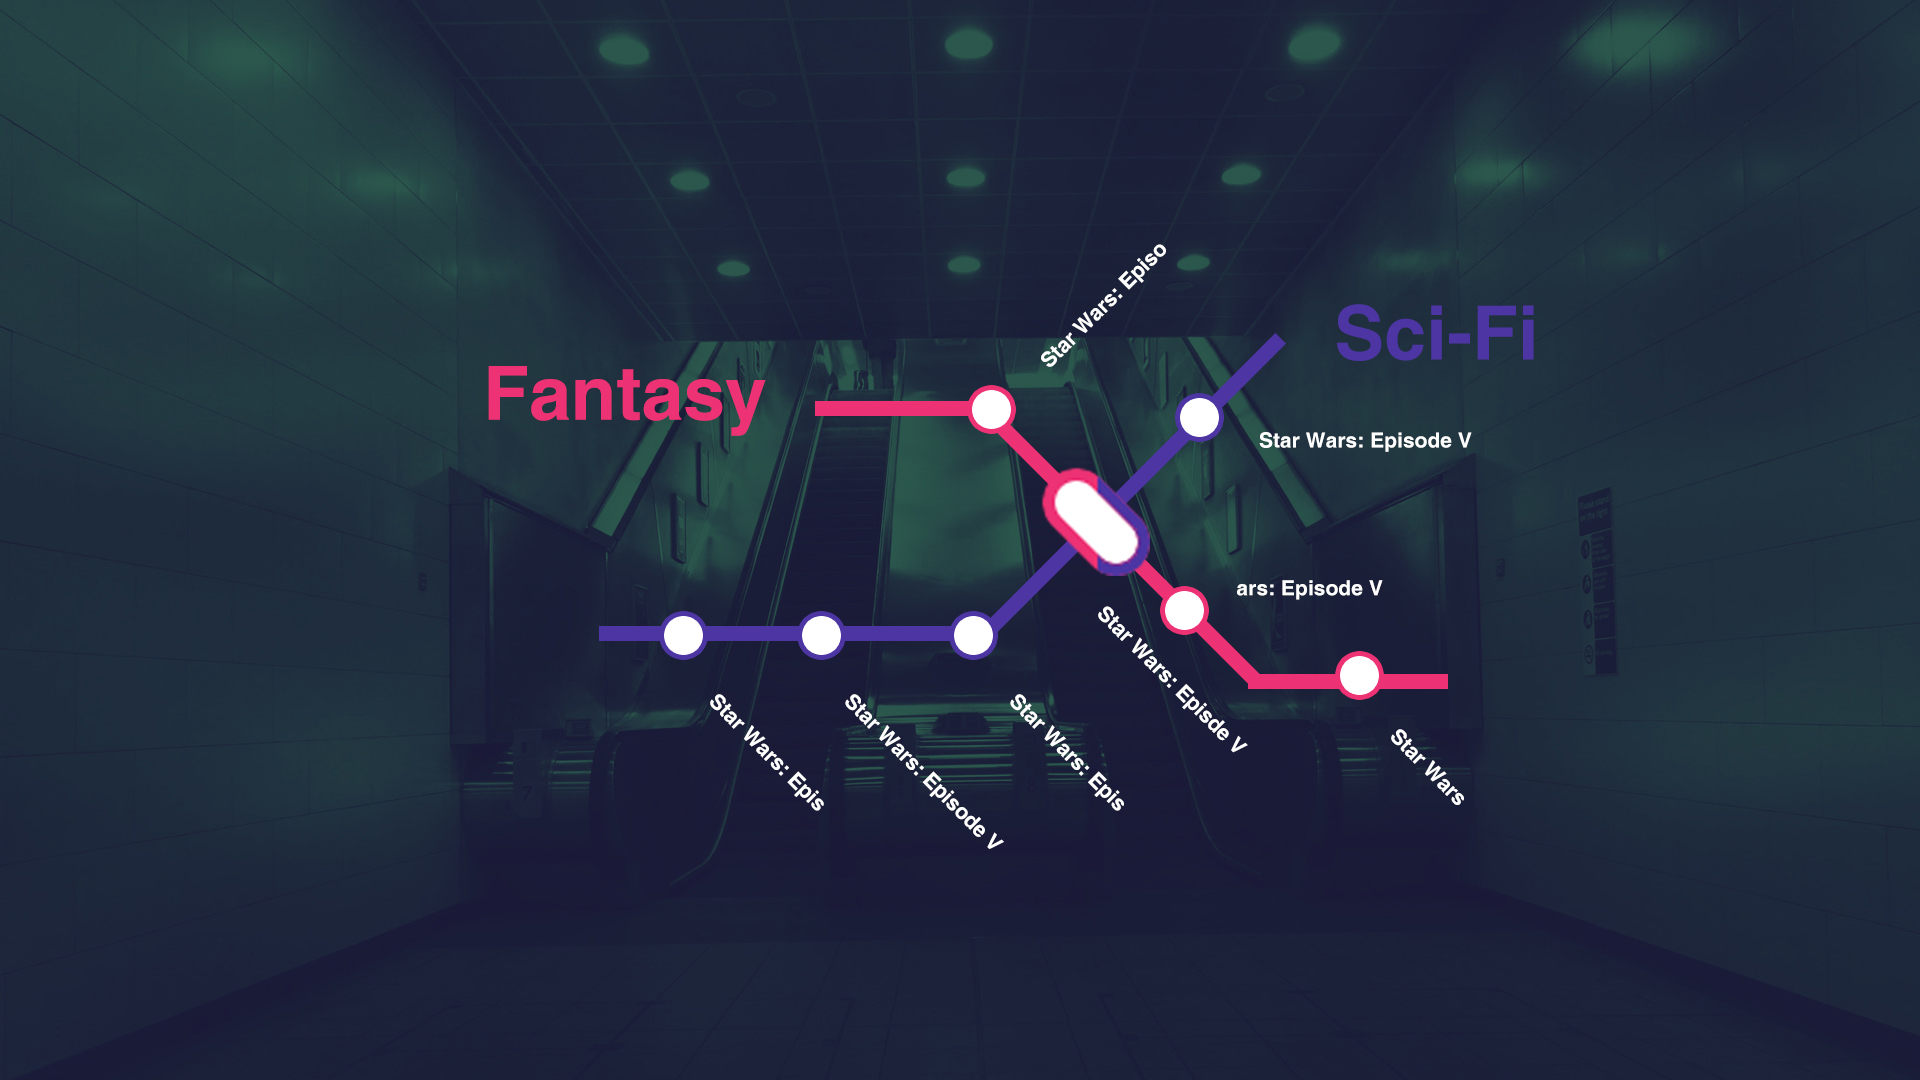 Star Wars: Episo
Sci-Fi
Fantasy
Star Wars: Episode V
ars: Episode V
Star Wars: Episode V
Star Wars: Epis
Star Wars: Episode V
Star Wars: Epis
Star Wars